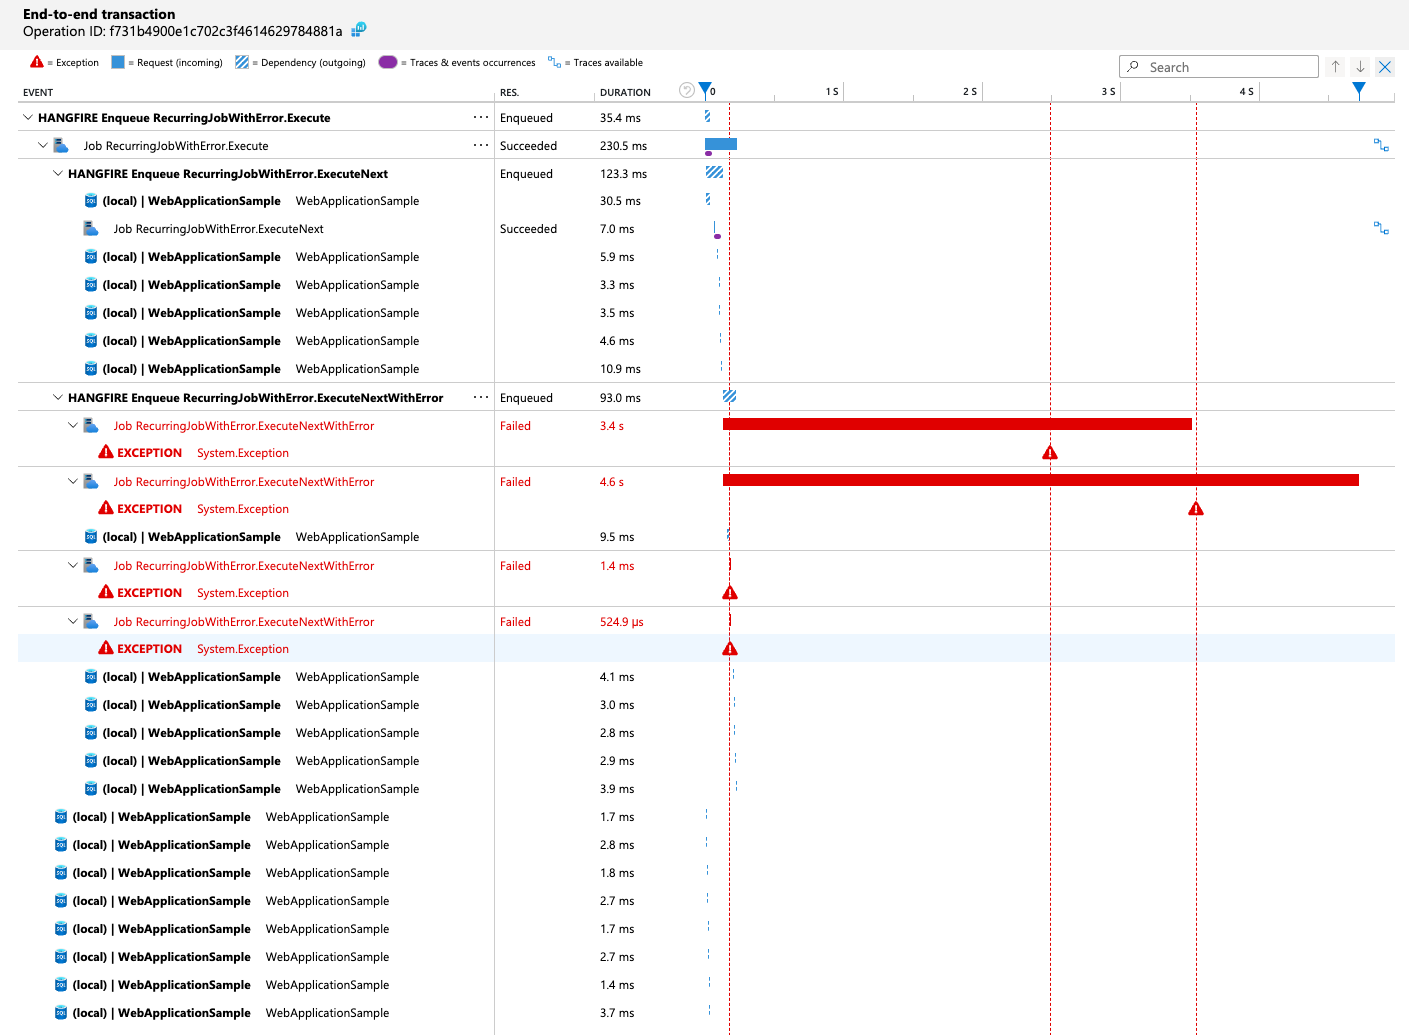 End-to-end transaction
Operation ID: f731b4900e1c702c3f4614629784881a
= Exception = Request (incoming) = Dependency (outgoing) = Traces & events occurrences = Traces available
Search
EVENT RES. DURATION 0 1 S 2 S 3 S 4 S
HANGFIRE Enqueue RecurringJobWithError.Execute ... Enqueued 35.4 ms
Job RecurringJobWithError.Execute ... Succeeded 230.5 ms
HANGFIRE Enqueue RecurringJobWithError.ExecuteNext Enqueued 123.3 ms
(local) | WebApplicationSample WebApplicationSample 30.5 ms
Job RecurringJobWithError.ExecuteNext Succeeded 7.0 ms
(local) | WebApplicationSample WebApplicationSample 5.9 ms
(local) | WebApplicationSample WebApplicationSample 3.3 ms
(local) | WebApplicationSample WebApplicationSample 3.5 ms
(local) | WebApplicationSample WebApplicationSample 4.6 ms
(local) | WebApplicationSample WebApplicationSample 10.9 ms
HANGFIRE Enqueue RecurringJobWithError.ExecuteNextWithError ... Enqueued 93.0 ms
Job RecurringJobWithError.ExecuteNextWithError Failed 3.4 s
EXCEPTION System.Exception
Job RecurringJobWithError.ExecuteNextWithError Failed 4.6 s
EXCEPTION System.Exception
(local) | WebApplicationSample WebApplicationSample 9.5 ms
Job RecurringJobWithError.ExecuteNextWithError Failed 1.4 ms
EXCEPTION System.Exception
Job RecurringJobWithError.ExecuteNextWithError Failed 524.9 µs
EXCEPTION System.Exception
(local) | WebApplicationSample WebApplicationSample 4.1 ms
(local) | WebApplicationSample WebApplicationSample 3.0 ms
(local) | WebApplicationSample WebApplicationSample 2.8 ms
(local) | WebApplicationSample WebApplicationSample 2.9 ms
(local) | WebApplicationSample WebApplicationSample 3.9 ms
(local) | WebApplicationSample WebApplicationSample 1.7 ms
(local) | WebApplicationSample WebApplicationSample 2.8 ms
(local) | WebApplicationSample WebApplicationSample 1.8 ms
(local) | WebApplicationSample WebApplicationSample 2.7 ms
(local) | WebApplicationSample WebApplicationSample 1.7 ms
(local) | WebApplicationSample WebApplicationSample 2.7 ms
(local) | WebApplicationSample WebApplicationSample 1.4 ms
(local) | WebApplicationSample WebApplicationSample 3.7 ms